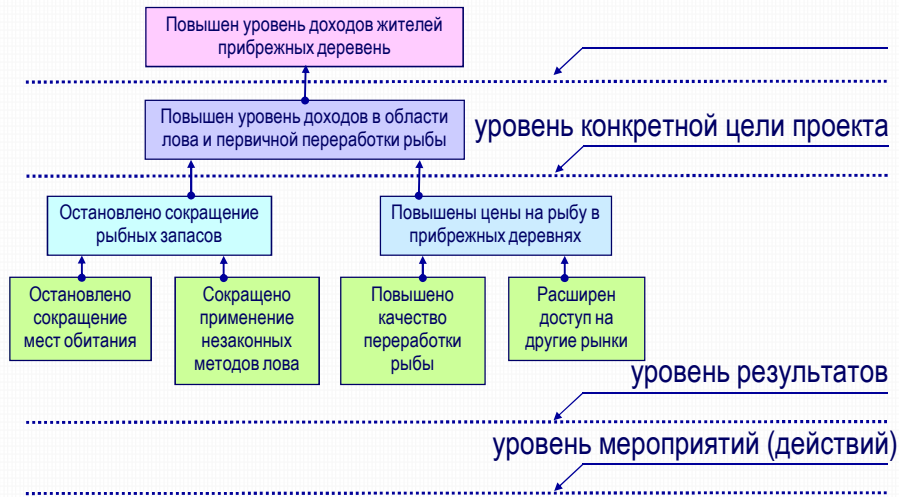 Повышен уровень доходов жителей
прибрежных деревень
Повышен уровень доходов в области
лова и первичной переработки рыбы
уровень конкретной цели проекта
Остановлено сокращение
рыбных запасов
Повышены цены на рыбу в
прибрежных деревнях
Остановлено
сокращение
мест обитания
Сокращено
применение
незаконных
методов лова
Повышено
качество
переработки
рыбы
Расширен
доступ на
другие рынки
уровень результатов
уровень мероприятий (действий)